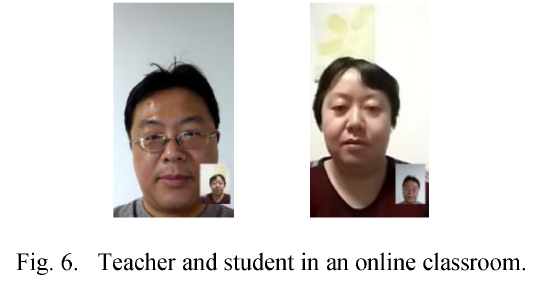 Fig. 6. Teacher and student in an online classroom.